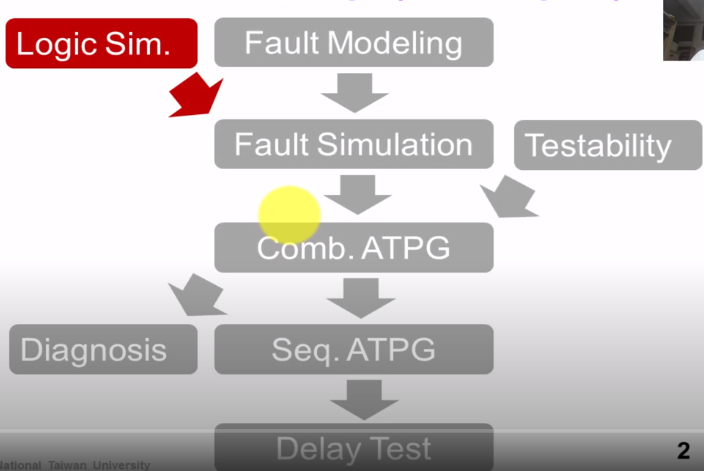 Logic Sim.
Fault Modeling
Fault Simulation
Testability
Comb. ATPG
Diagnosis
Seq. ATPG
Delay Test
National Taiwan University
2